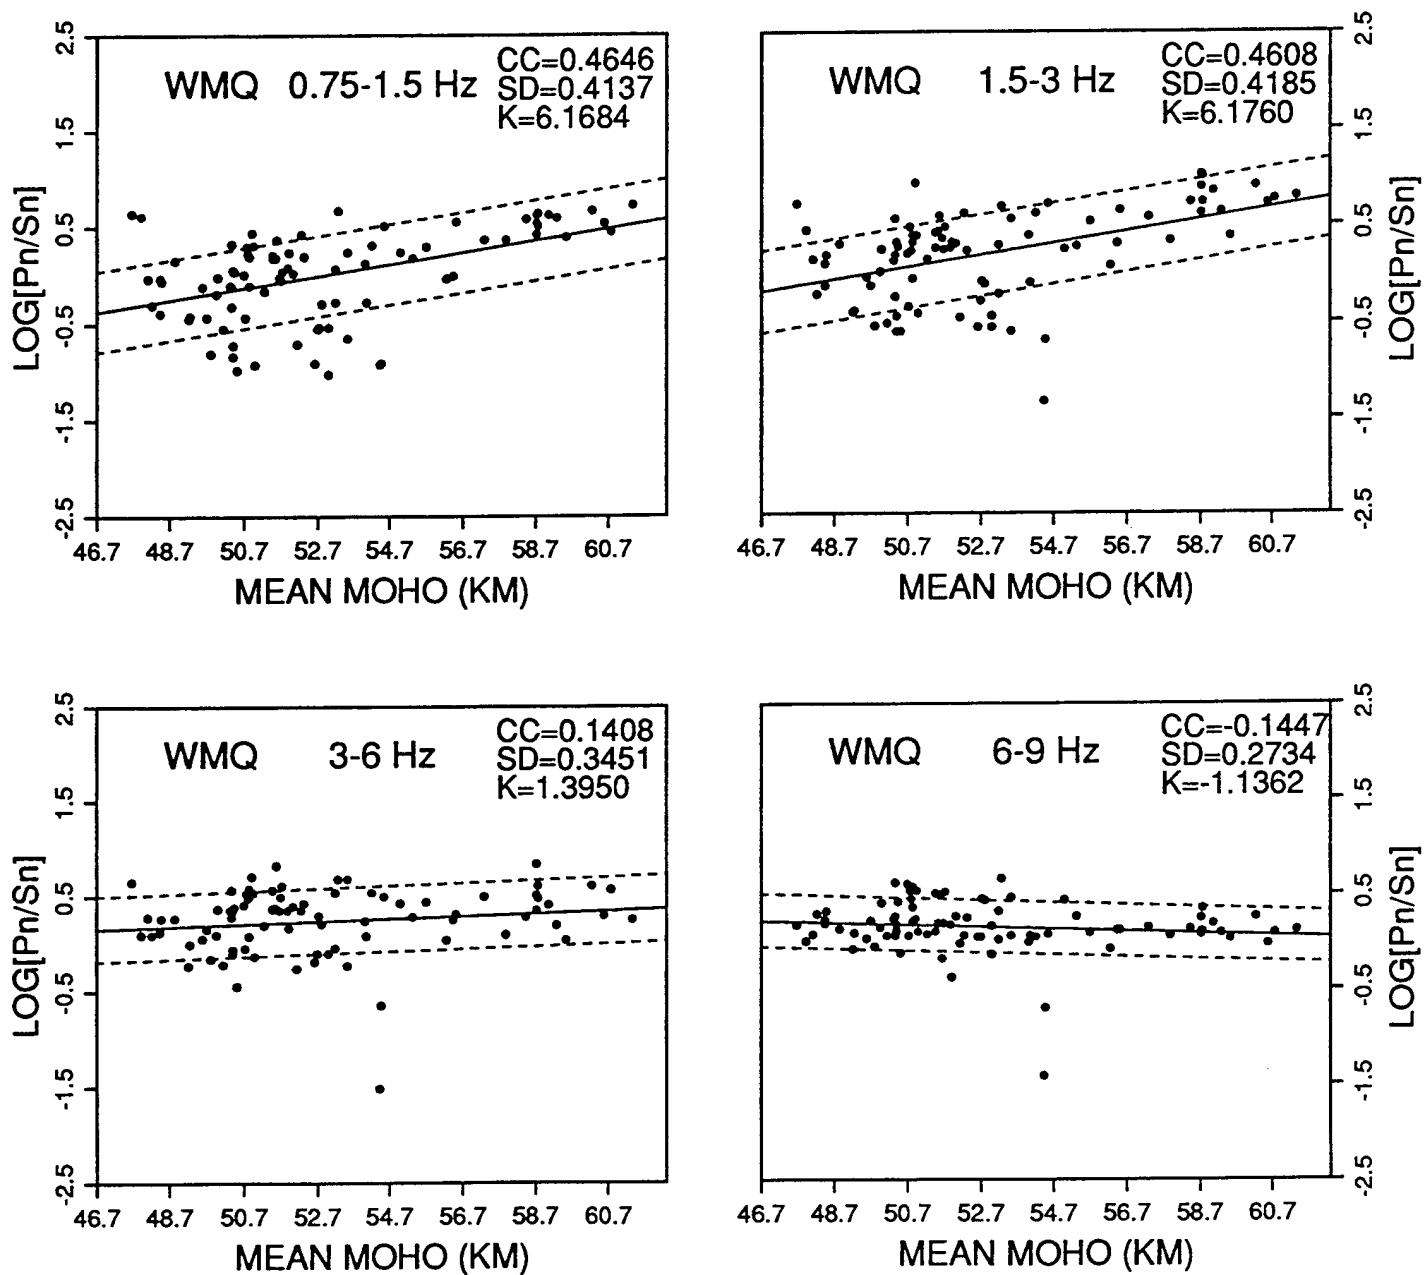 WMQ 0.75-1.5 Hz
CC=0.4646
SD=0.4137
K=6.1684
LOG[Pn/Sn]
2.5
1.5
0.5
-0.5
-1.5
-2.5
46.7 48.7 50.7 52.7 54.7 56.7 58.7 60.7
MEAN MOHO (KM)
WMQ 1.5-3 Hz
CC=0.4608
SD=0.4185
K=6.1760
LOG[Pn/Sn]
2.5
1.5
0.5
-0.5
-1.5
-2.5
46.7 48.7 50.7 52.7 54.7 56.7 58.7 60.7
MEAN MOHO (KM)
WMQ 3-6 Hz
CC=0.1408
SD=0.3451
K=1.3950
LOG[Pn/Sn]
2.5
1.5
0.5
-0.5
-1.5
-2.5
46.7 48.7 50.7 52.7 54.7 56.7 58.7 60.7
MEAN MOHO (KM)
WMQ 6-9 Hz
CC=-0.1447
SD=0.2734
K=-1.1362
LOG[Pn/Sn]
2.5
1.5
0.5
-0.5
-1.5
-2.5
46.7 48.7 50.7 52.7 54.7 56.7 58.7 60.7
MEAN MOHO (KM)